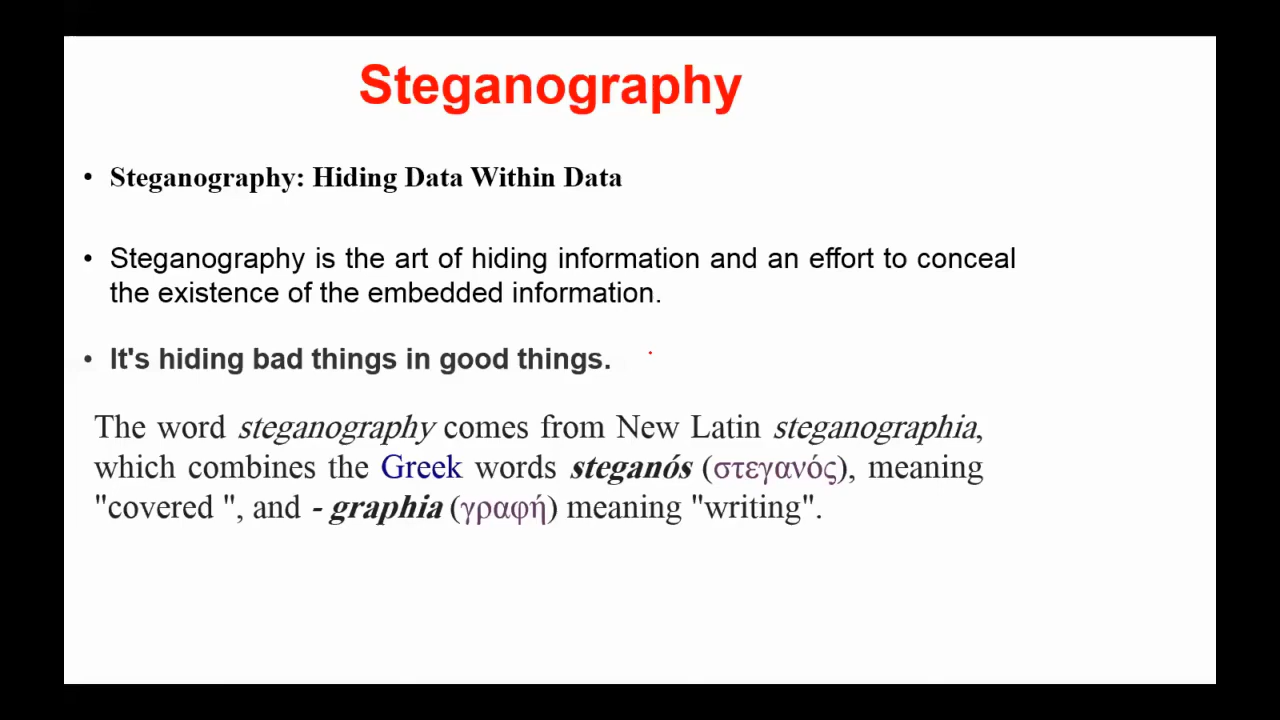 Steganography
• Steganography: Hiding Data Within Data
• Steganography is the art of hiding information and an effort to conceal
the existence of the embedded information.
• It's hiding bad things in good things.
The word steganography comes from New Latin steganographia,
which combines the Greek words steganós (στεγανός), meaning
"covered ", and - graphia (γραφή) meaning "writing".